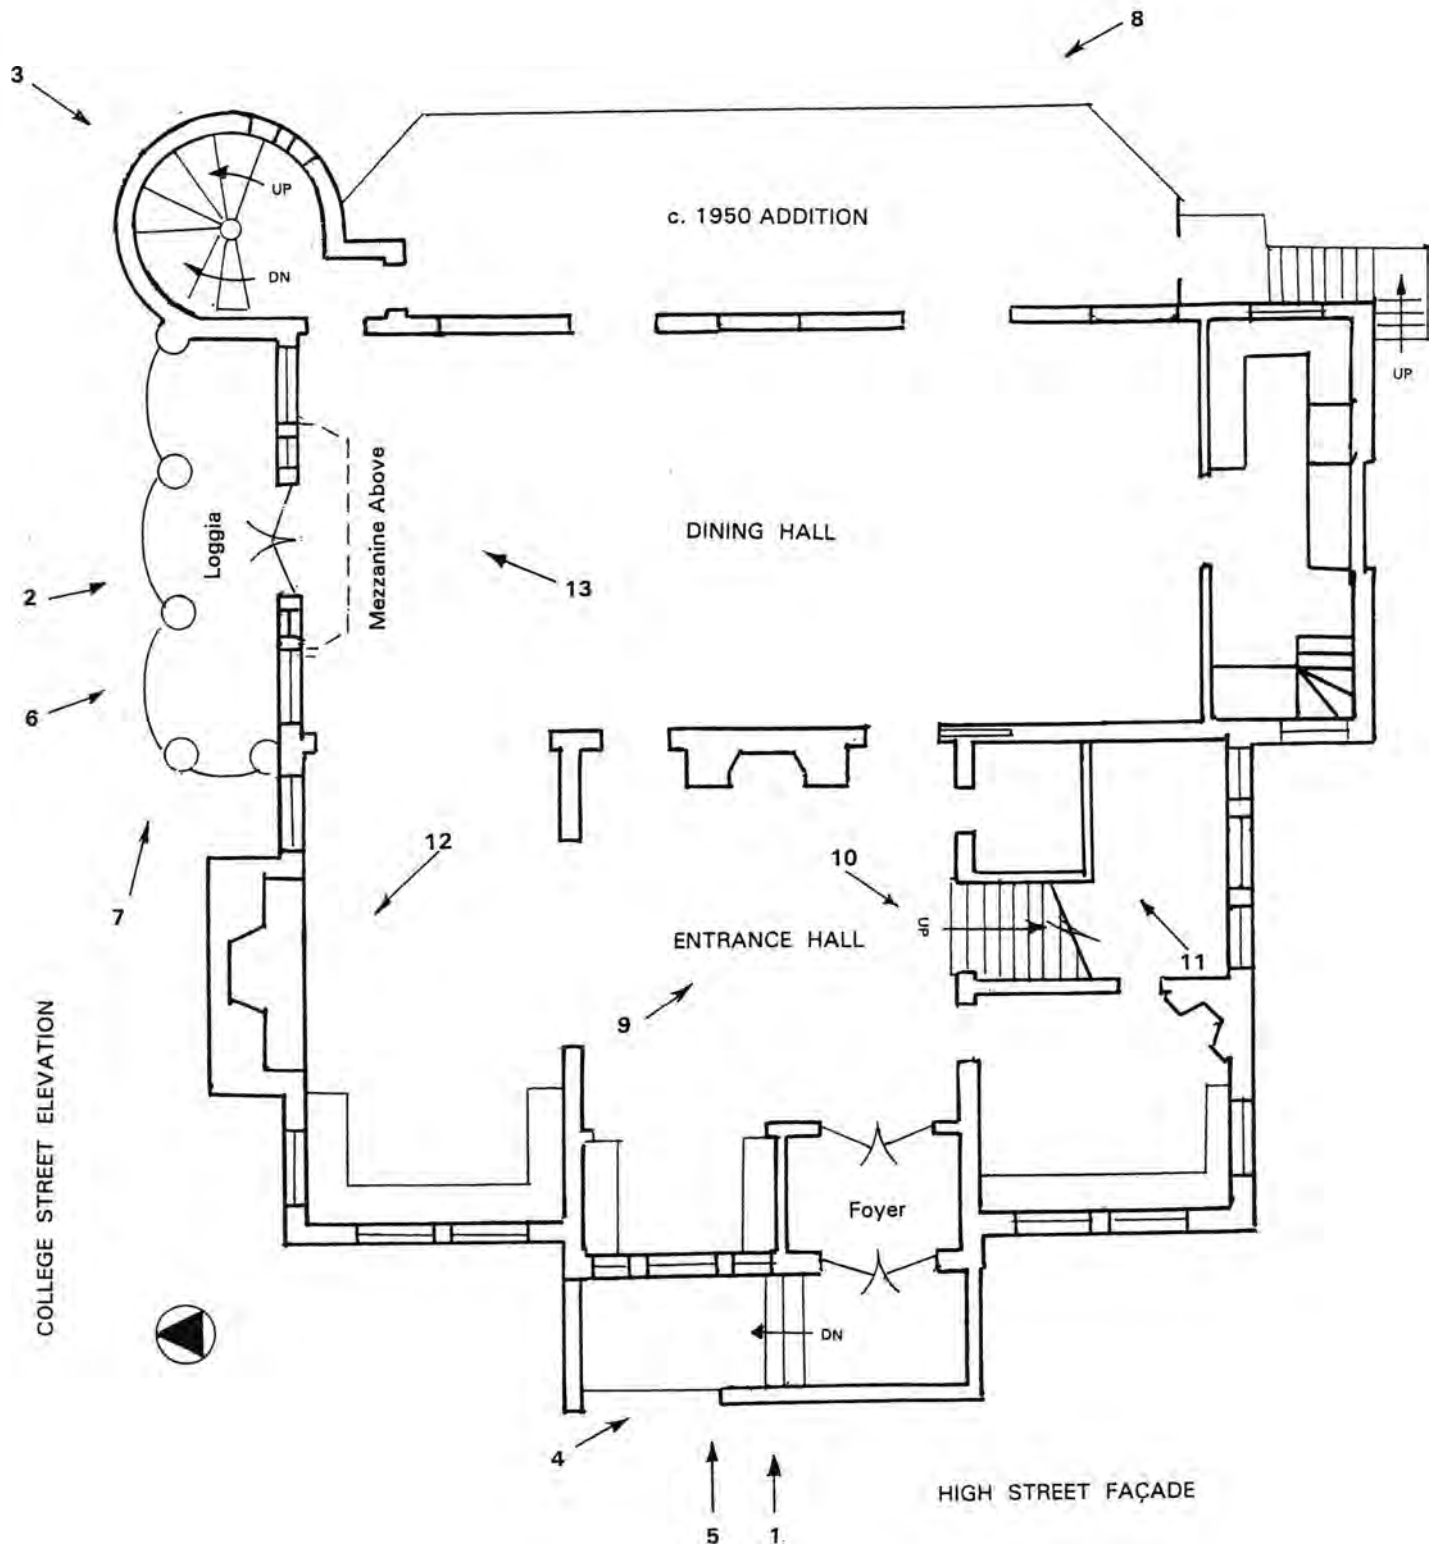 8
3
UP
c. 1950 ADDITION
DN
UP
Loggia
Mezzanine Above
DINING HALL
13
2
6
12
10
7
UP
ENTRANCE HALL
11
9
COLLEGE STREET ELEVATION
Foyer
DN
4
HIGH STREET FAÇADE
5
1